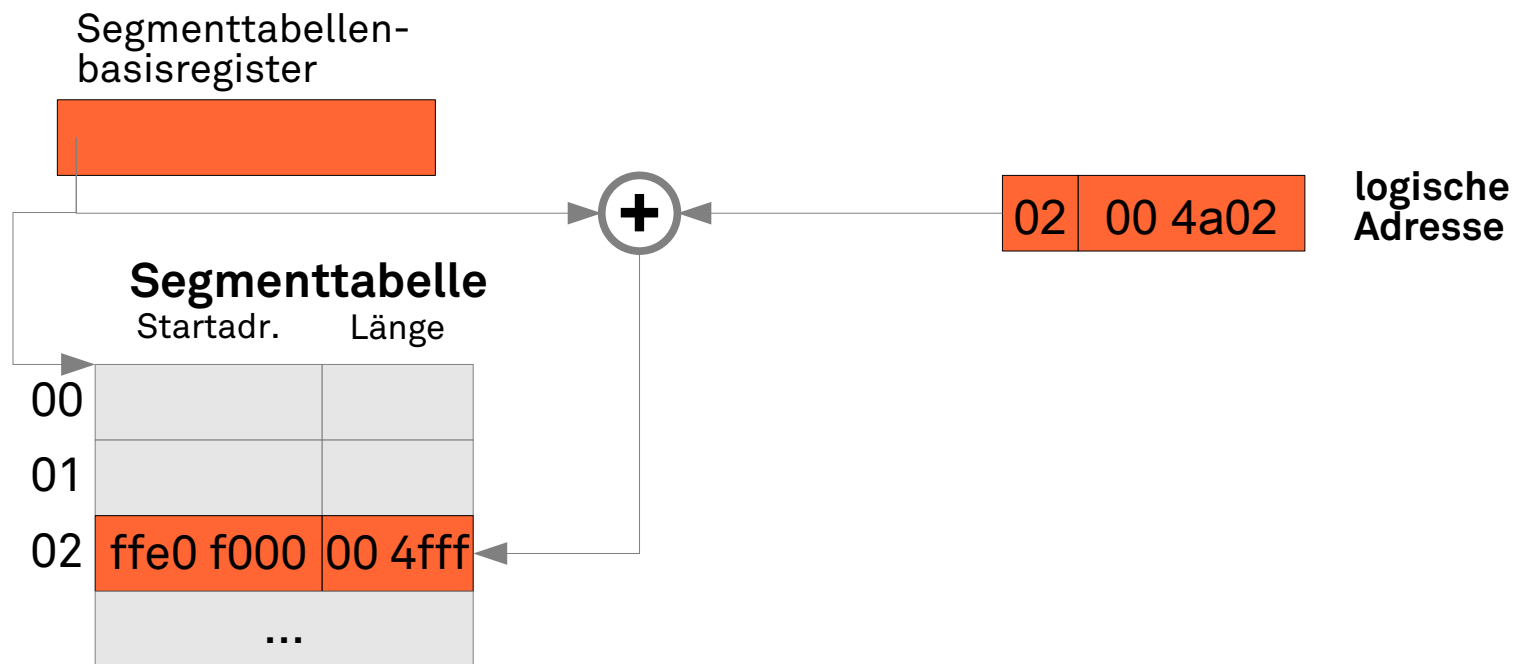 Segmenttabellen-
basisregister
+
02 00 4a02
logische
Adresse
Segmenttabelle
Startadr. Länge
00
01
02 ffe0 f000 00 4fff
...